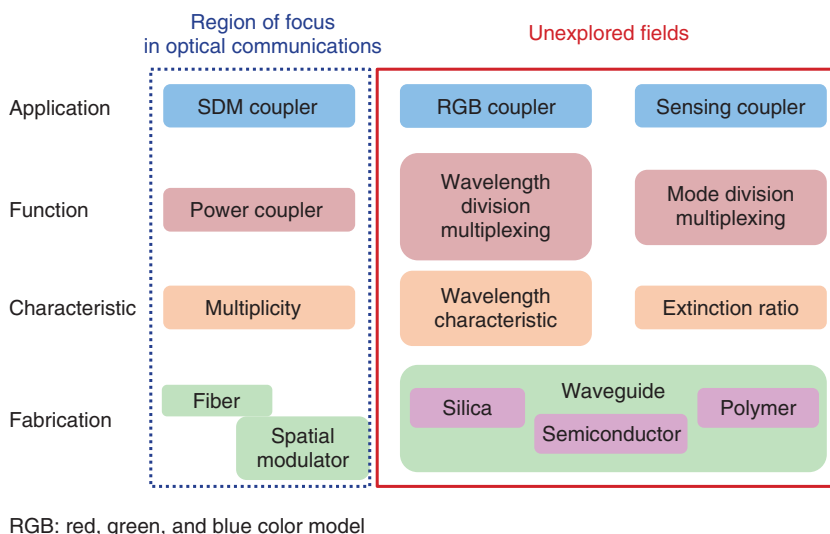 Region of focus
in optical communications
Unexplored fields
Application
SDM coupler
RGB coupler
Sensing coupler
Function
Power coupler
Wavelength
division
multiplexing
Mode division
multiplexing
Characteristic
Multiplicity
Wavelength
characteristic
Extinction ratio
Fabrication
Fiber
Spatial
modulator
Waveguide
Silica
Semiconductor
Polymer
RGB: red, green, and blue color model